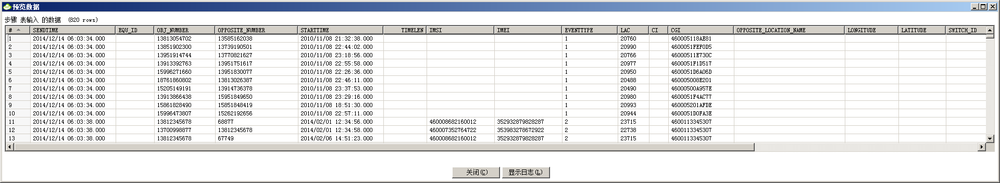 预览数据
步骤 表输入 的数据 (820 rows)
# SENDTIME EQU_ID OBJ_NUMBER OPPOSITE_NUMBER STARTTIME TIMELEN IMSI IMEI EVENTTYPE LAC CI CGI OPPOSITE_LOCATION_NAME LONGITUDE LATITUDE SWITCH_ID
1 2014/12/14 06:03:34.000 13813054702 13585162038 2010/11/08 21:32:38.000 1 20760 460005118AE81
2 2014/12/14 06:03:34.000 13851902300 13739190501 2010/11/08 22:44:02.000 1 20990 4600051FEF0D5
3 2014/12/14 06:03:34.000 13951914744 13770821627 2010/11/08 23:18:56.000 1 20766 46000511E730C
4 2014/12/14 06:03:34.000 13913392763 13951751617 2010/11/08 22:55:58.000 1 20977 4600051F1D517
5 2014/12/14 06:03:34.000 15996271660 13951830077 2010/11/08 22:26:36.000 1 20950 4600051D6A06D
6 2014/12/14 06:03:34.000 18761860802 13813026387 2010/11/08 22:46:11.000 1 20488 460005008E201
7 2014/12/14 06:03:34.000 15205149191 13914736378 2010/11/08 23:37:53.000 1 20490 46000500A957E
8 2014/12/14 06:03:34.000 13913866438 15951849650 2010/11/08 23:29:16.000 1 20980 4600051F4AC77
9 2014/12/14 06:03:34.000 15861828490 15851848419 2010/11/08 18:51:30.000 1 20993 460005201AFDE
10 2014/12/14 06:03:34.000 15996473807 15262192656 2010/11/08 22:57:11.000 1 20944 4600051D0FA3E
11 2014/12/14 06:03:38.000 13812345678 68877 2014/02/01 12:34:56.000 460008682160012 352932879828287 2 23715 4600113345307
12 2014/12/14 06:03:38.000 13700998877 13812345678 2014/02/01 12:34:58.000 460007352764722 353983278672922 2 22738 4600113345307
13 2014/12/14 06:03:38.000 13812345678 67749 2014/02/06 14:51:23.000 460008682160012 352932879828287 2 23715 4600113345307
关闭(C) 显示日志(L)